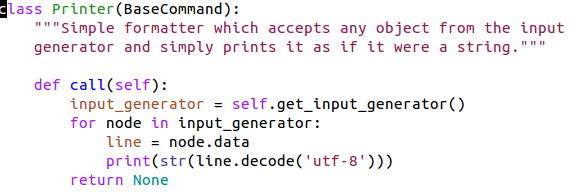 class Printer(BaseCommand):
    """Simple formatter which accepts any object from the input
    generator and simply prints it as if it were a string."""

    def call(self):
        input_generator = self.get_input_generator()
        for node in input_generator:
            line = node.data
            print(str(line.decode('utf-8')))
        return None